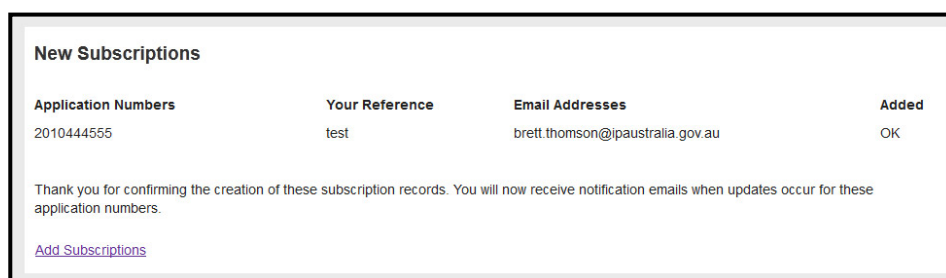 New Subscriptions
Application Numbers Your Reference Email Addresses Added
2010444555 test brett.thomson@ipaustralia.gov.au OK
Thank you for confirming the creation of these subscription records. You will now receive notification emails when updates occur for these
application numbers.
Add Subscriptions